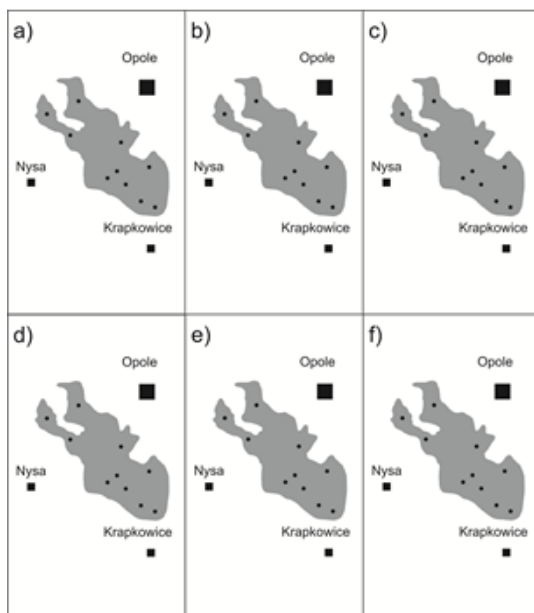 a)
Opole
Nysa
Krapkowice
b)
Opole
Nysa
Krapkowice
c)
Opole
Nysa
Krapkowice
d)
Opole
Nysa
Krapkowice
e)
Opole
Nysa
Krapkowice
f)
Opole
Nysa
Krapkowice